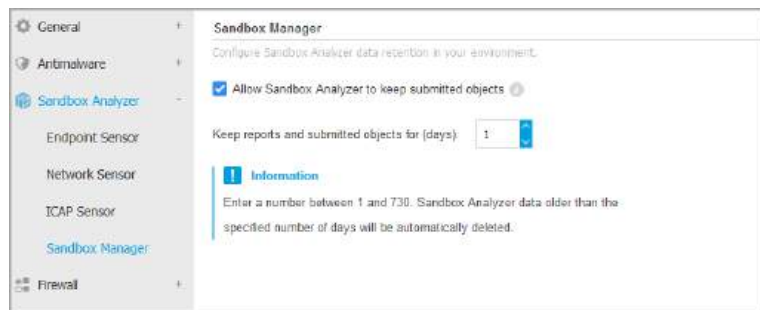 General
Antimalware
Sandbox Analyzer
Endpoint Sensor
Network Sensor
ICAP Sensor
Sandbox Manager
Firewall
Sandbox Manager
Configure Sandbox Analyzer data retention in your environment.
Allow Sandbox Analyzer to keep submitted objects
Keep reports and submitted objects for (days): 1
Information
Enter a number between 1 and 730. Sandbox Analyzer data older than the
specified number of days will be automatically deleted.